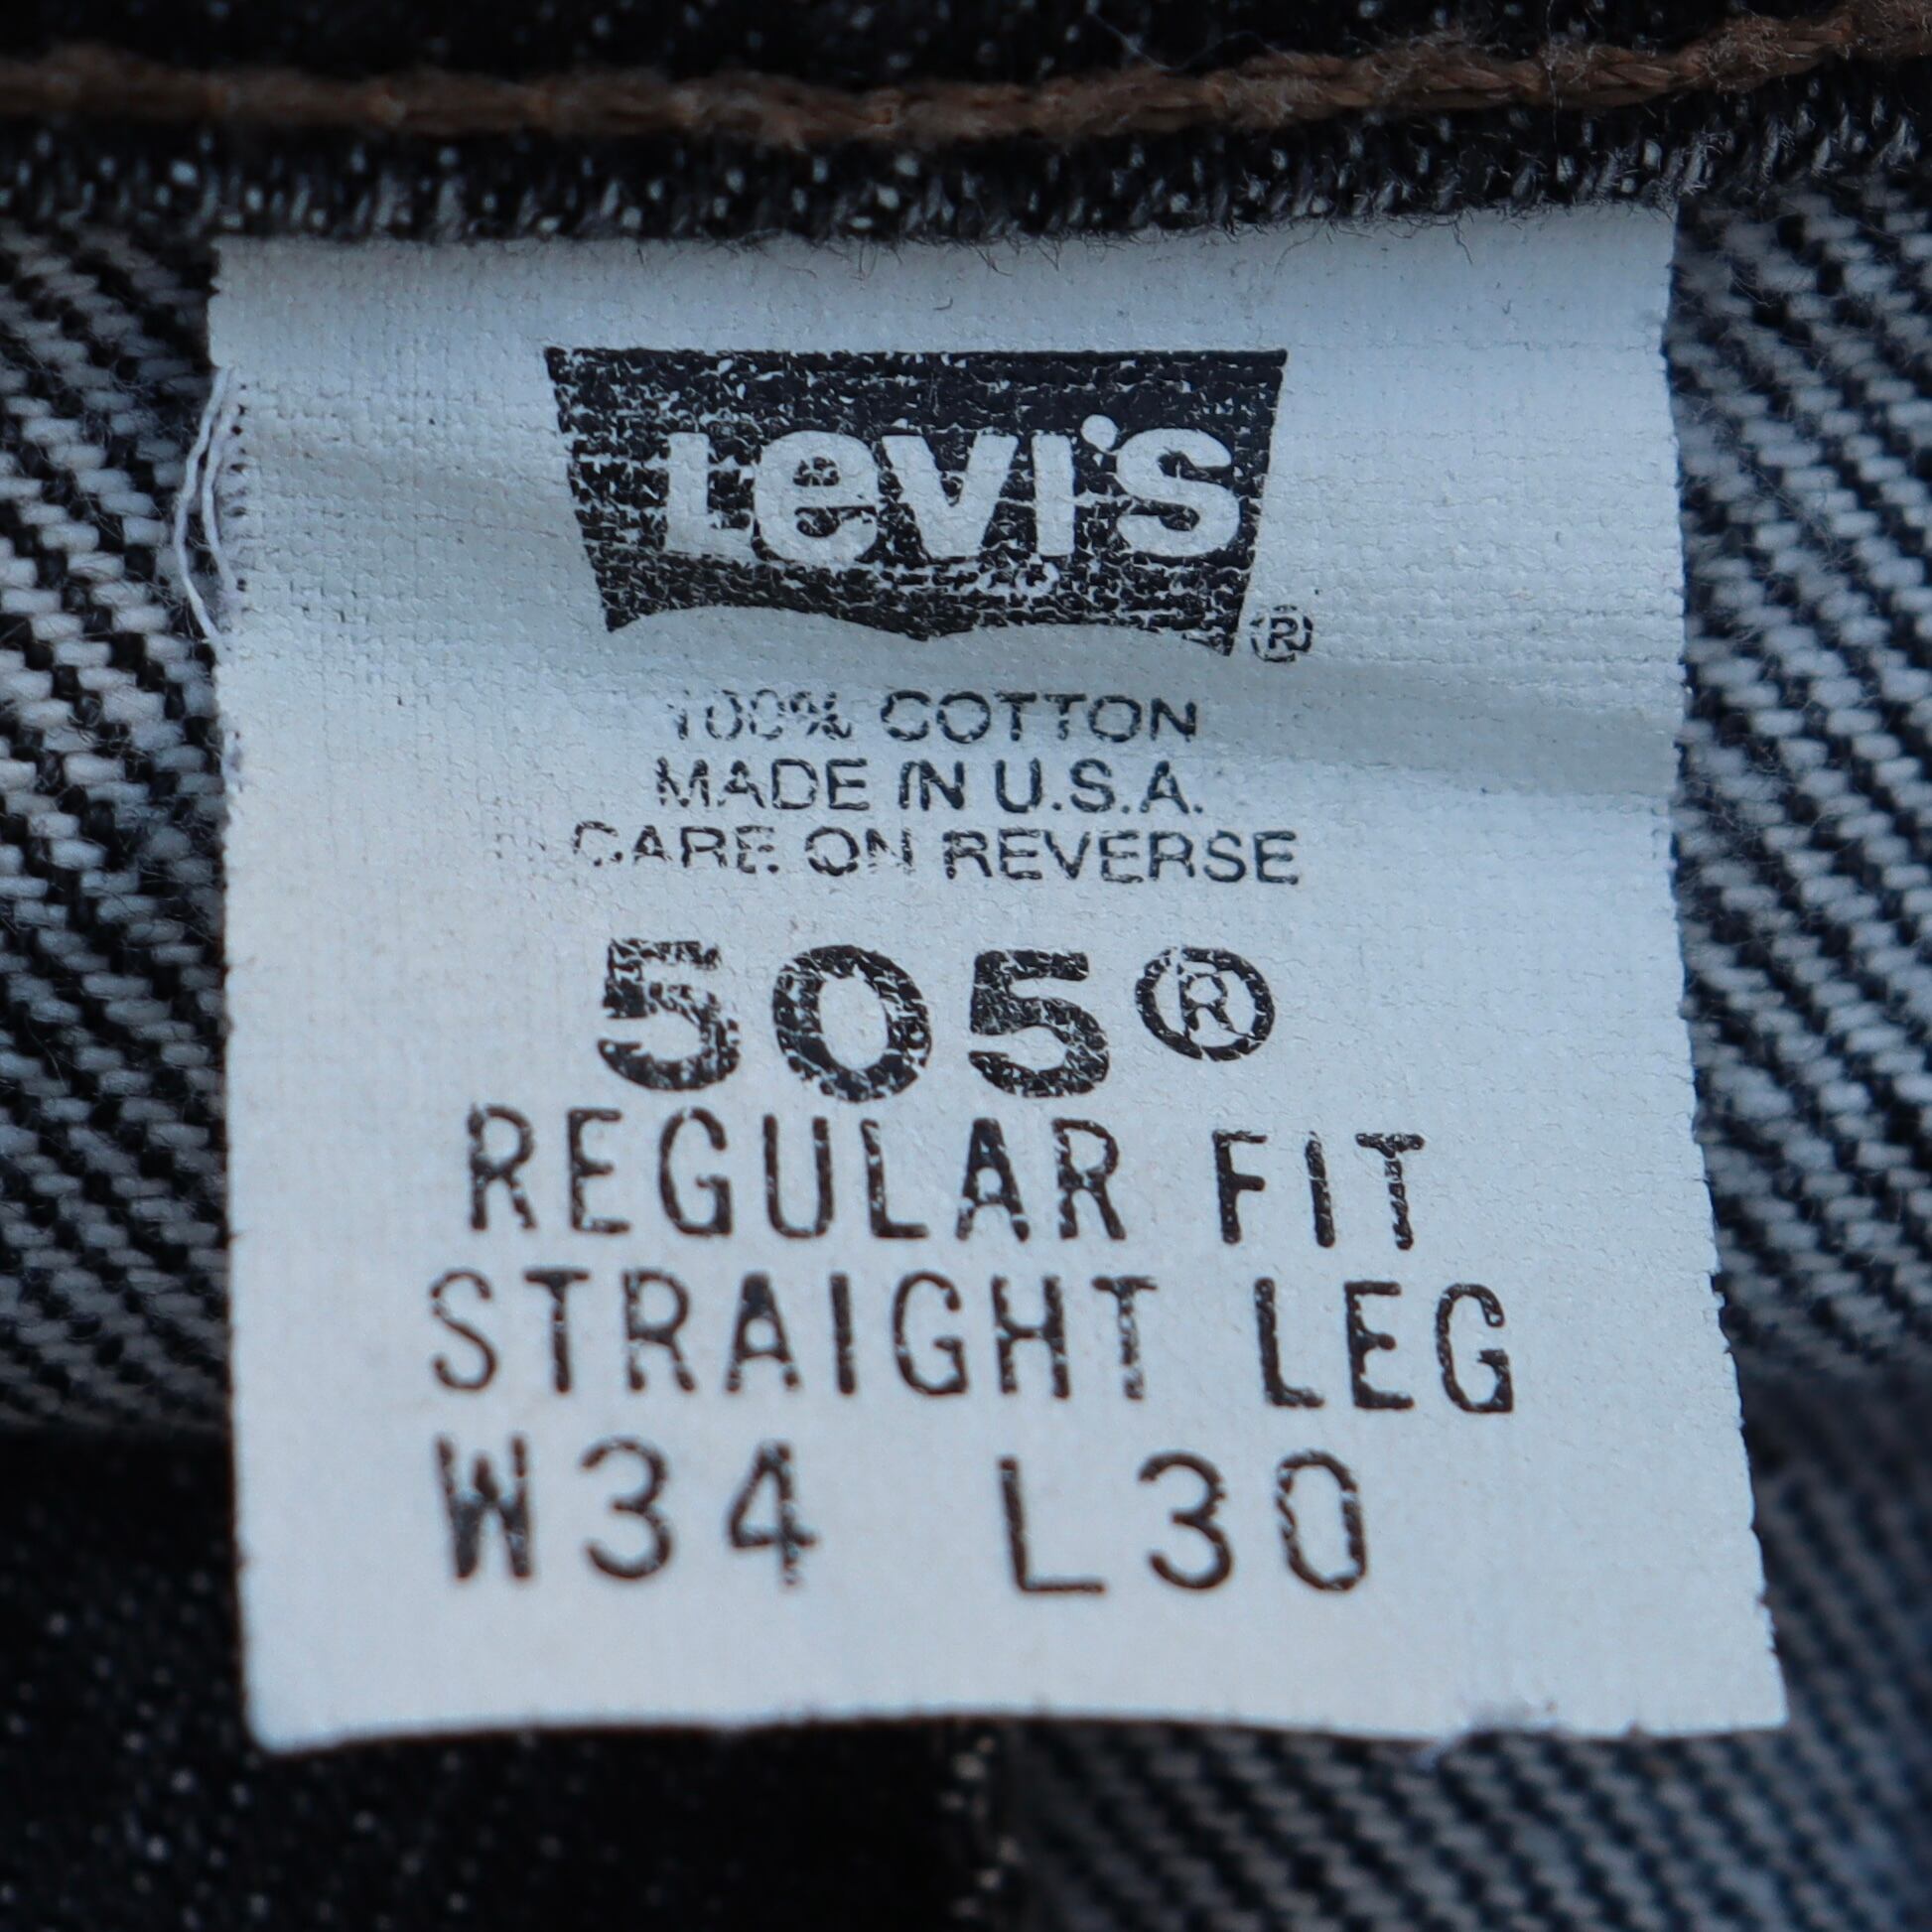 Levi's
®
100% COTTON
MADE IN U.S.A.
CARE ON REVERSE
505®
REGULAR FIT
STRAIGHT LEG
W34 L30